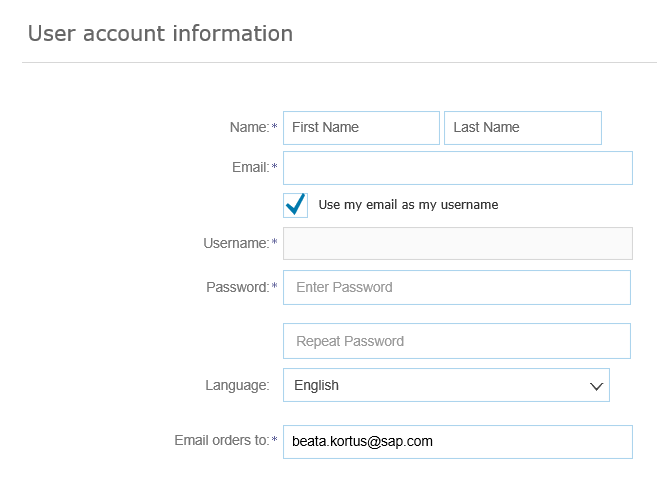 User account information
Name:* First Name Last Name
Email:*
Use my email as my username
Username:*
Password:* Enter Password
Repeat Password
Language: English
Email orders to:* beata.kortus@sap.com